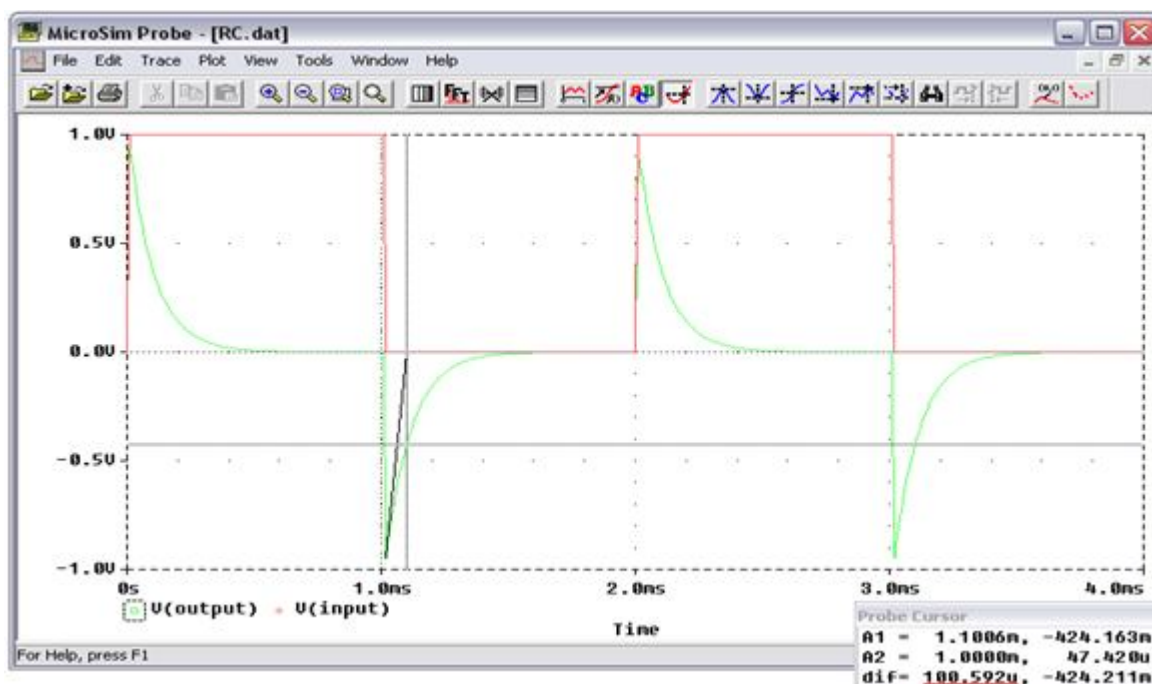 MicroSim Probe - [RC.dat]
File Edit Trace Plot View Tools Window Help
1.0V
0.5V
0.0V
-0.5V
-1.0V
0s 1.0ms 2.0ms 3.0ms 4.0ms
V(output) V(input)
Time
Probe Cursor
A1 = 1.1006m, -424.163m
A2 = 1.0000m, 47.420u
dif= 100.592u, -424.211m
For Help, press F1